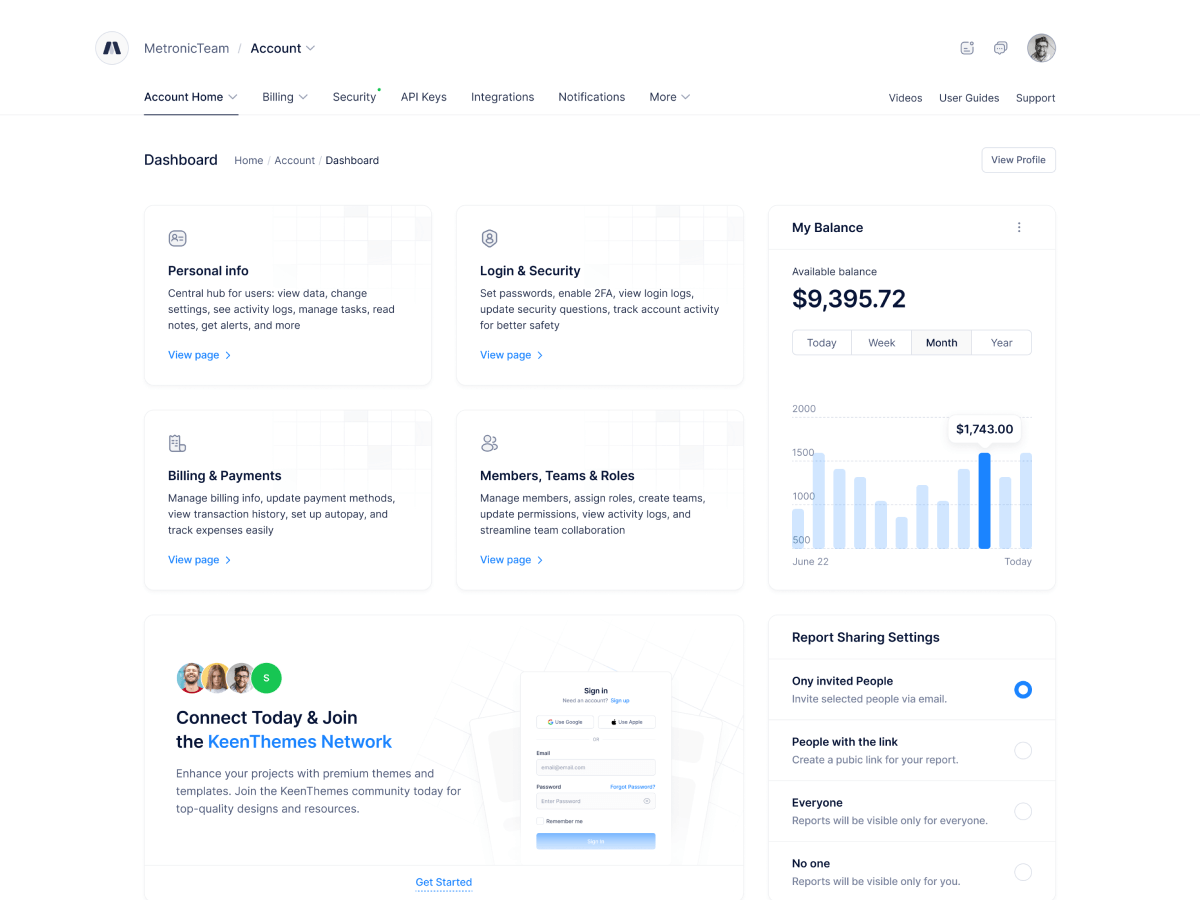 MetronicTeam / Account
Account Home Billing Security API Keys Integrations Notifications More
Videos User Guides Support
Dashboard Home / Account / Dashboard
View Profile
Personal info
Central hub for users: view data, change
settings, see activity logs, manage tasks, read
notes, get alerts, and more
View page
Login & Security
Set passwords, enable 2FA, view login logs,
update security questions, track account activity
for better safety
View page
Billing & Payments
Manage billing info, update payment methods,
view transaction history, set up autopay, and
track expenses easily
View page
Members, Teams & Roles
Manage members, assign roles, create teams,
update permissions, view activity logs, and
streamline team collaboration
View page
My Balance
Available balance
$9,395.72
Today Week Month Year
2000
$1,743.00
1500
1000
500
June 22 Today
S
Connect Today & Join
the KeenThemes Network
Enhance your projects with premium themes and
templates. Join the KeenThemes community today for
top-quality designs and resources.
Sign in
Need an account? Sign up
Use Google Use Apple
OR
Email
email@email.com
Password Forgot Password?
Enter Password
Remember me
Sign in
Get Started
Report Sharing Settings
Ony invited People
Invite selected people via email.
People with the link
Create a pubic link for your report.
Everyone
Reports will be visible only for everyone.
No one
Reports will be visible only for you.